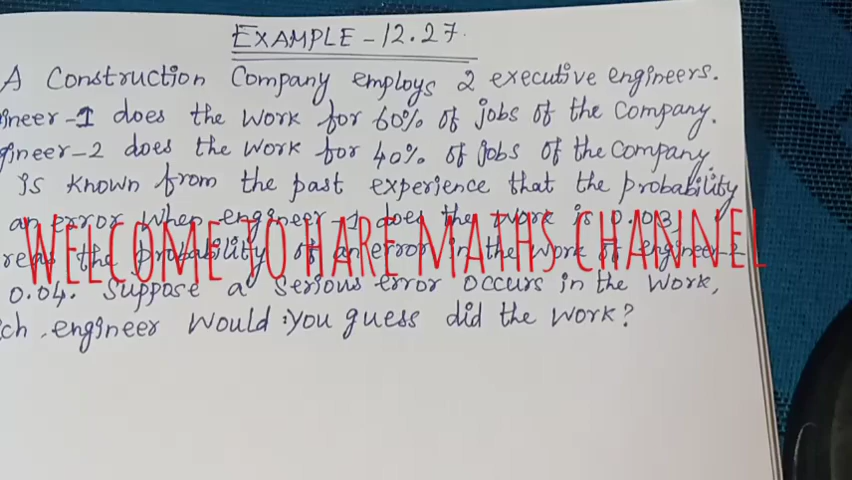 EXAMPLE - 12.27.
A Construction Company employs 2 executive engineers.
ineer-1 does the work for 60% of jobs of the Company.
gineer-2 does the work for 40% of jobs of the Company
is known from the past experience that the probability
an error when engineer-1 does the work is 0.03
WELCOME TO HARE MATHS CHANNEL
the probability of an error in the work of engineer-2
0.04. Suppose a serious error occurs in the work,
ch engineer would you guess did the work?